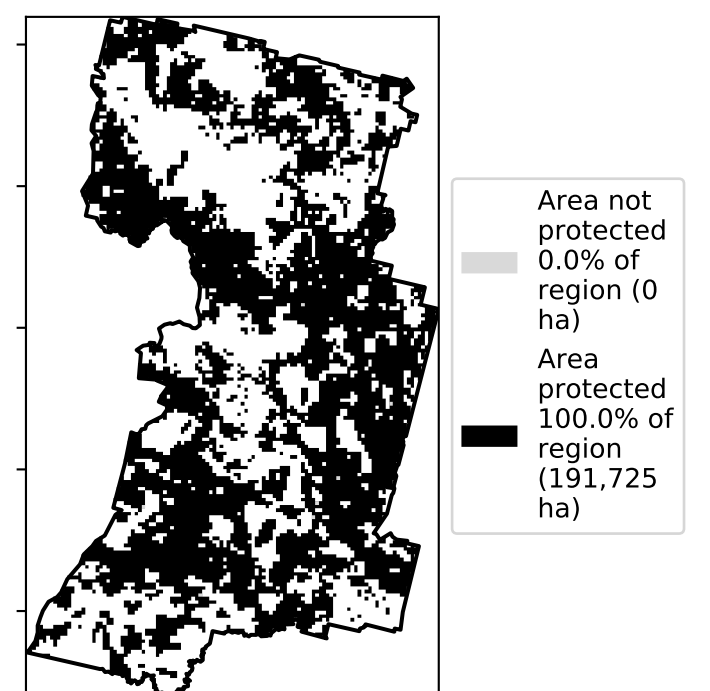 Area not
protected
0.0% of
region (0
ha)
Area
protected
100.0% of
region
(191,725
ha)